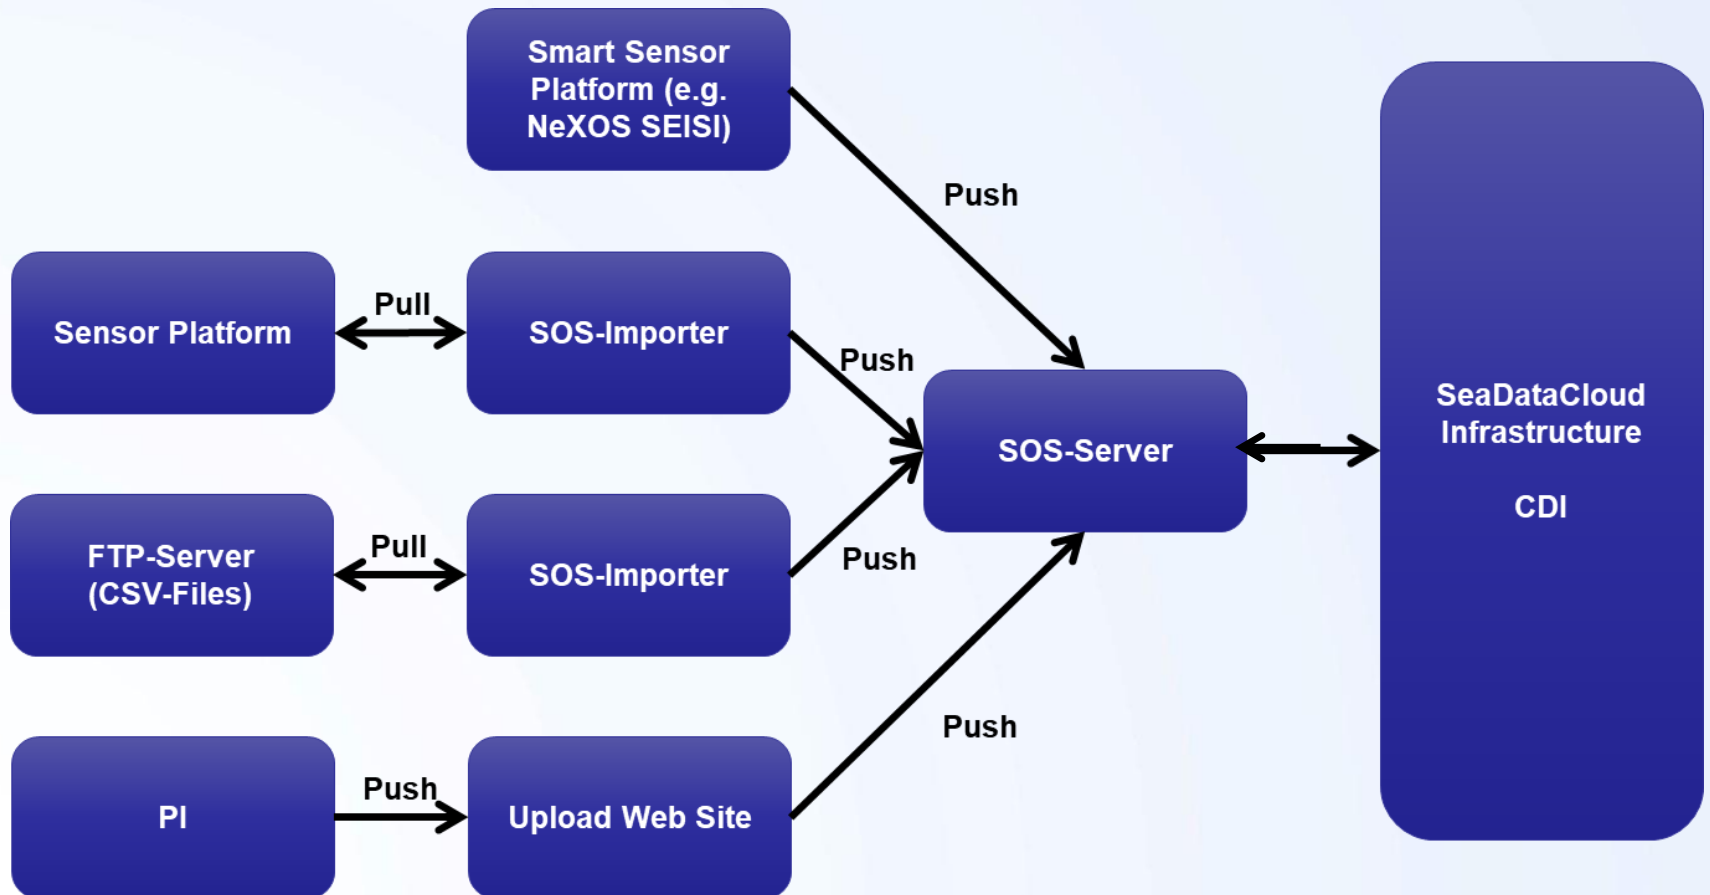 Smart Sensor
Platform (e.g.
NeXOS SEISI)
Push
Sensor Platform
Pull
SOS-Importer
Push
SOS-Server
SeaDataCloud
Infrastructure
CDI
FTP-Server
(CSV-Files)
Pull
SOS-Importer
Push
PI
Push
Upload Web Site
Push